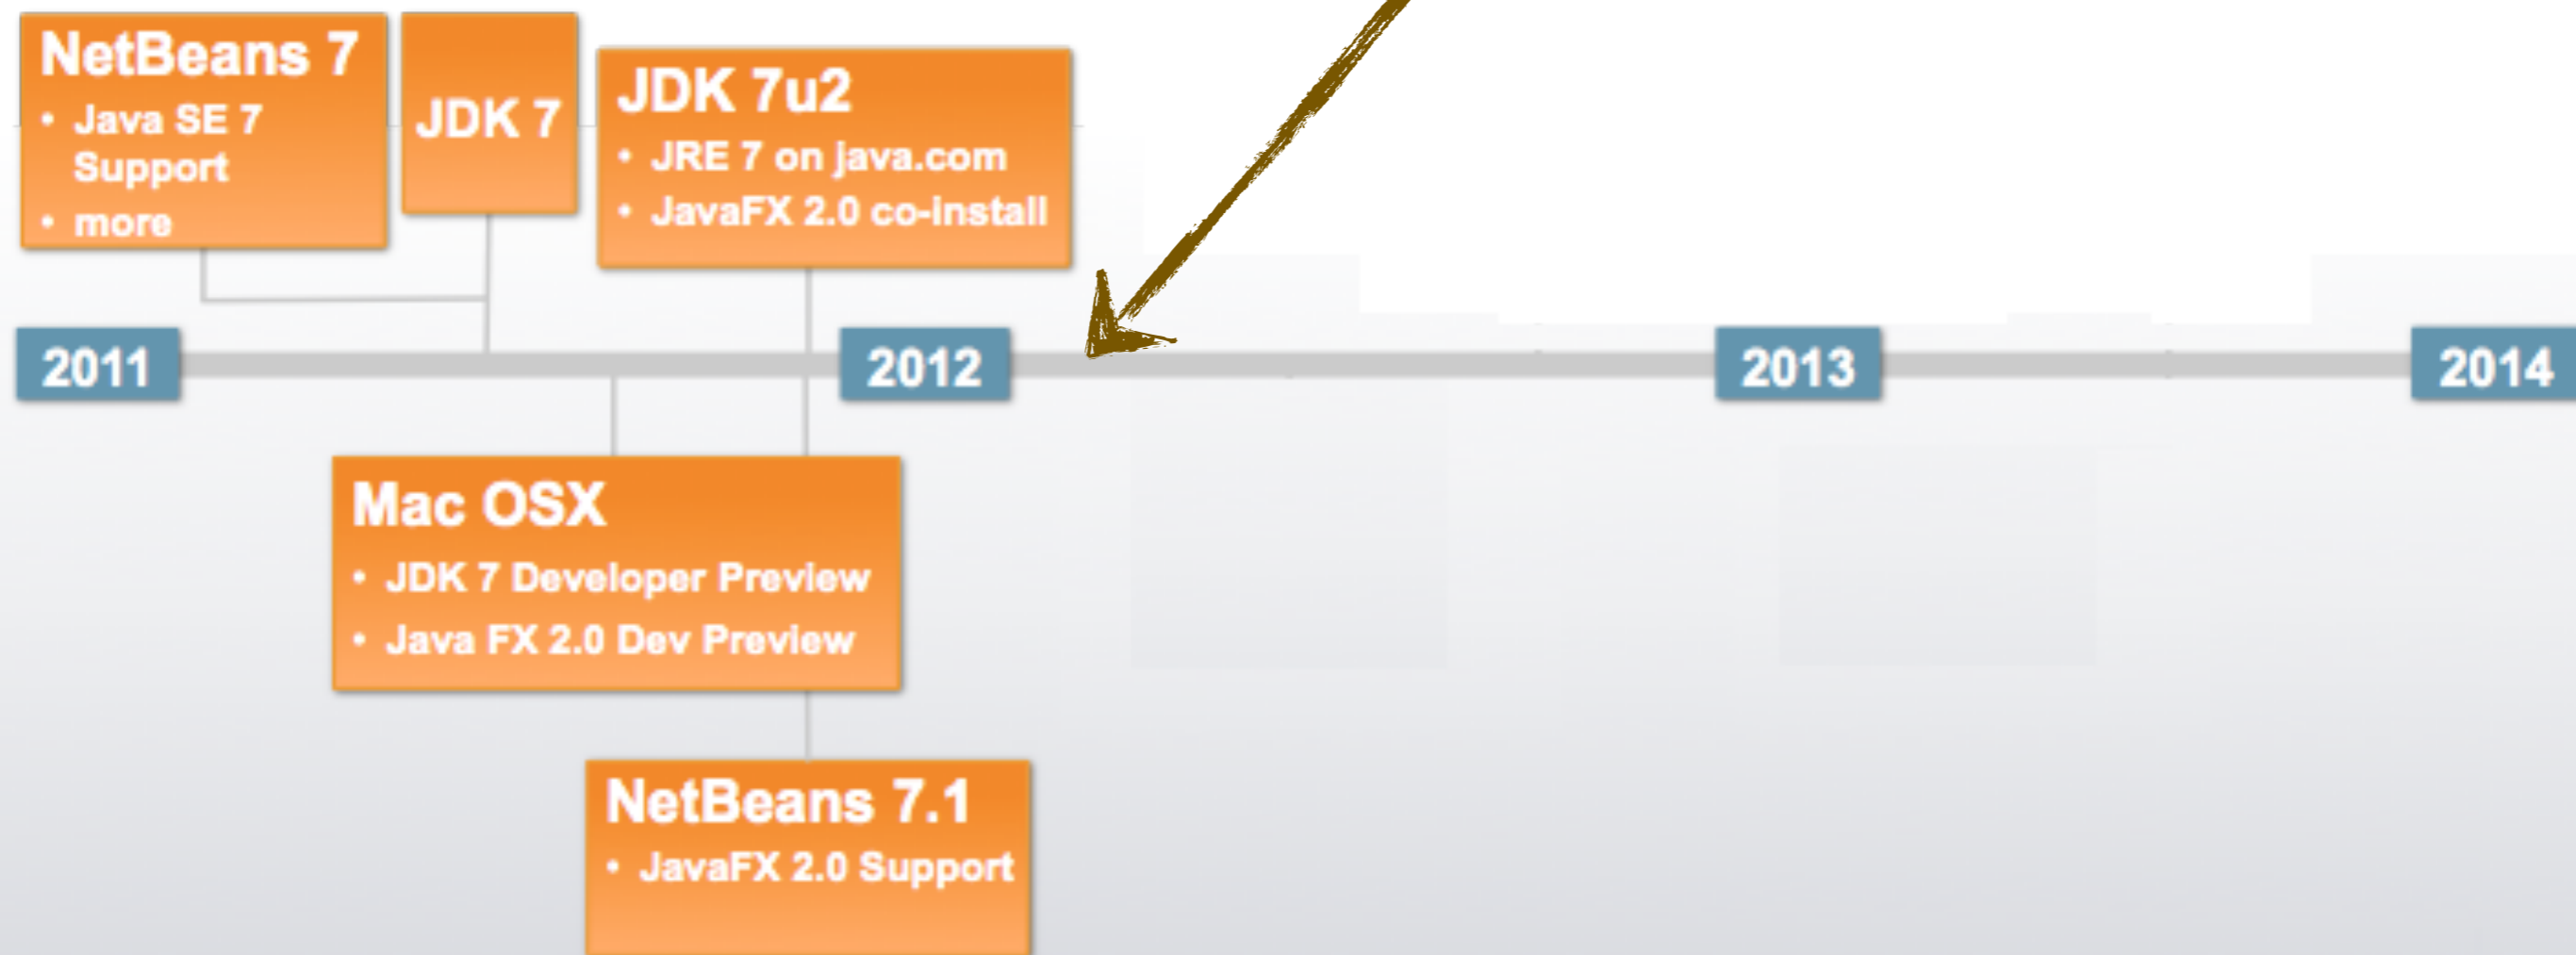 NetBeans 7
• Java SE 7
Support
• more
JDK 7
JDK 7u2
• JRE 7 on java.com
• JavaFX 2.0 co-install
2011
2012
2013
2014
Mac OSX
• JDK 7 Developer Preview
• Java FX 2.0 Dev Preview
NetBeans 7.1
• JavaFX 2.0 Support